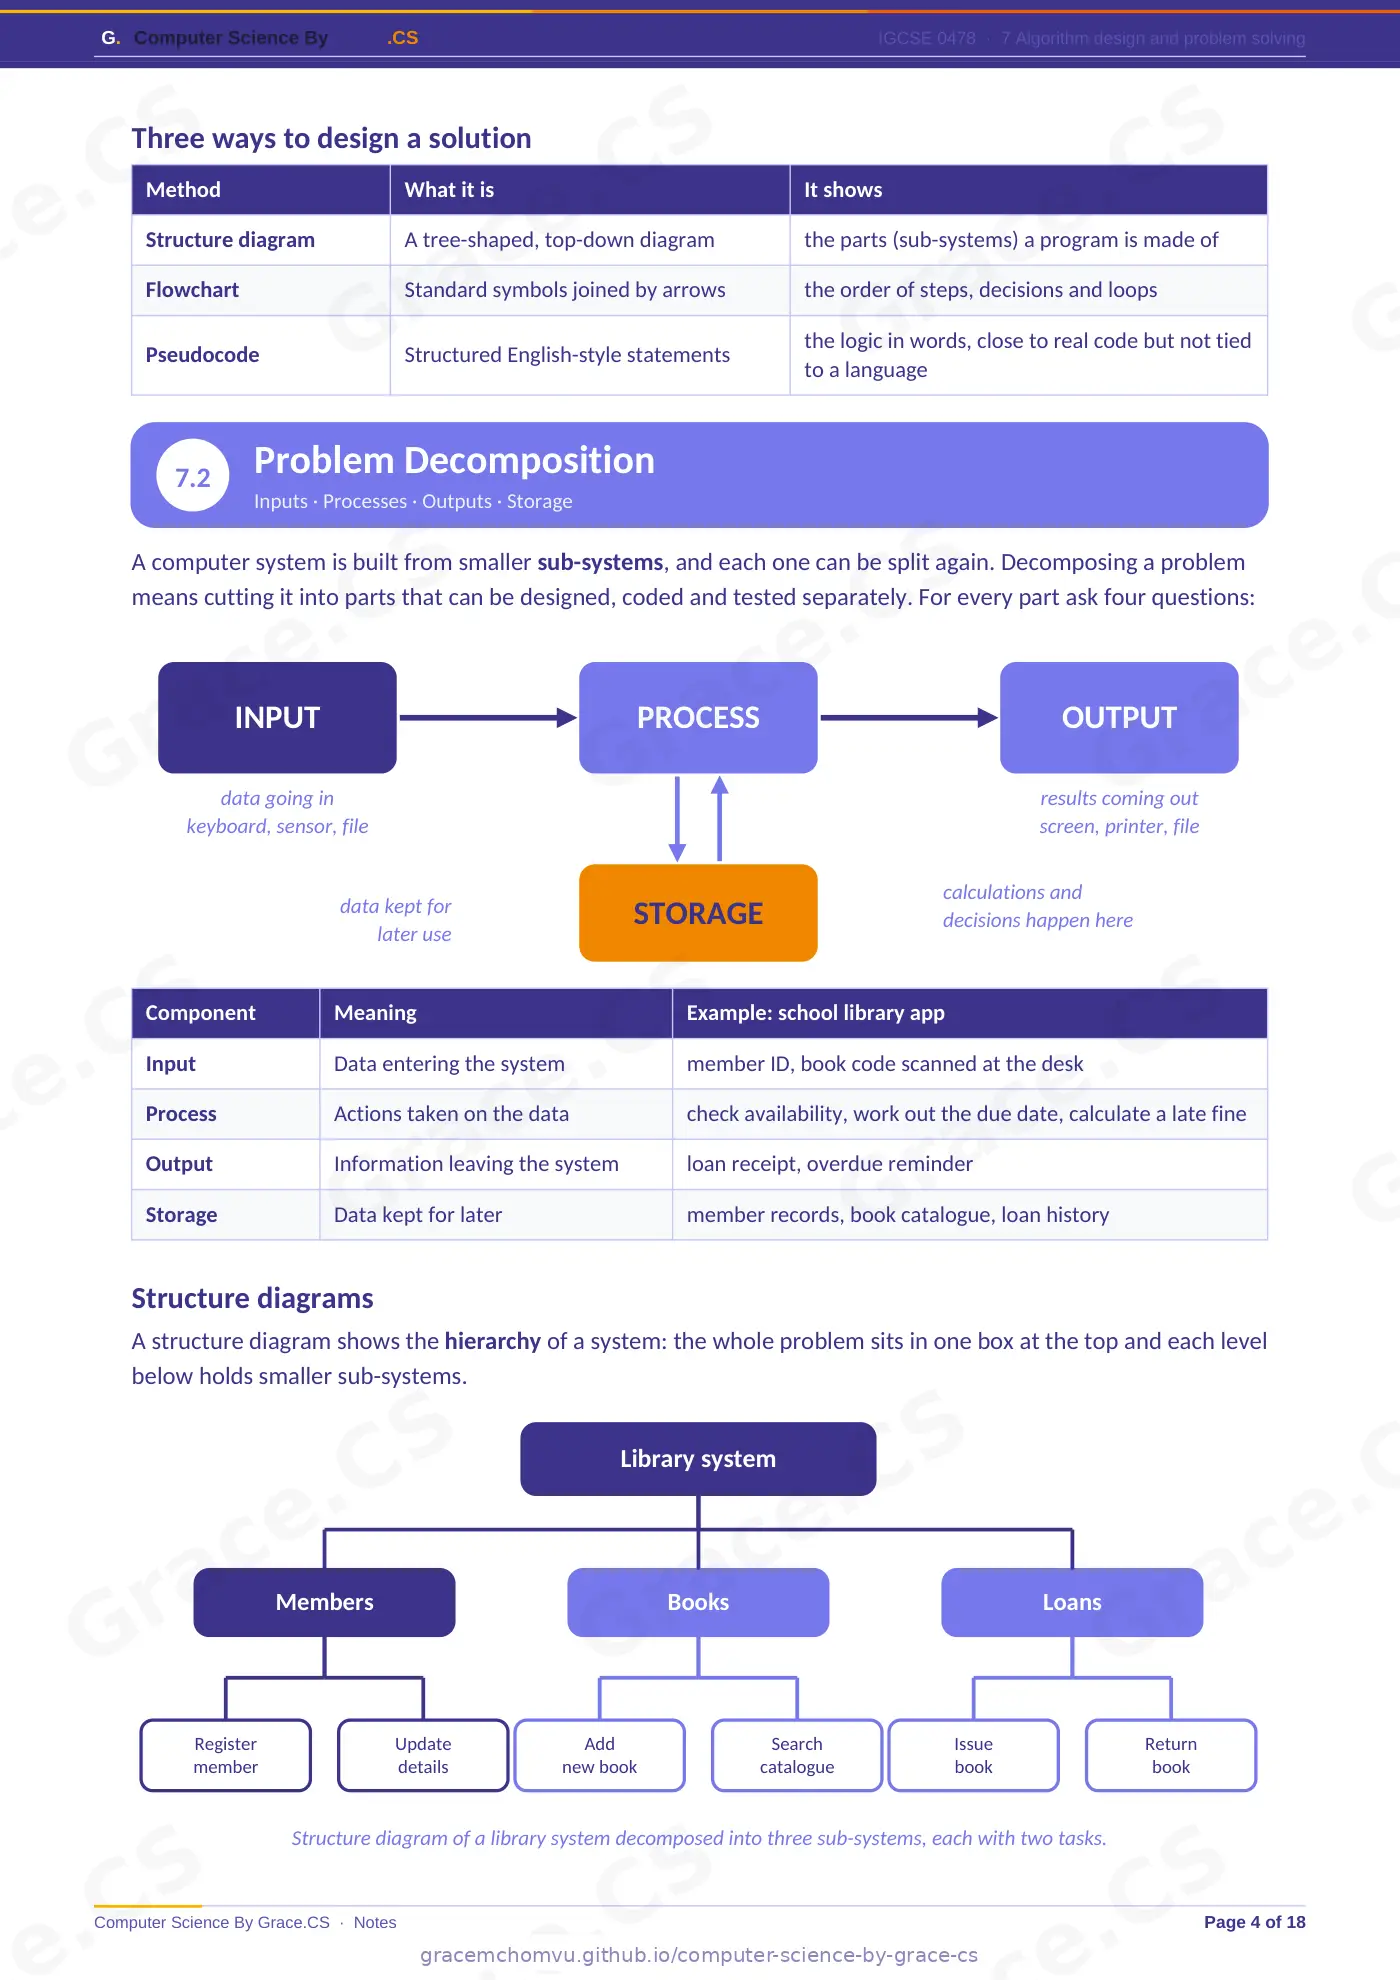 G. Computer Science By .CS
IGCSE 0478 · 7 Algorithm design and problem solving
Three ways to design a solution
Method What it is It shows
Structure diagram A tree-shaped, top-down diagram the parts (sub-systems) a program is made of
Flowchart Standard symbols joined by arrows the order of steps, decisions and loops
Pseudocode Structured English-style statements the logic in words, close to real code but not tied
to a language
7.2 Problem Decomposition
Inputs · Processes · Outputs · Storage
A computer system is built from smaller sub-systems, and each one can be split again. Decomposing a problem
means cutting it into parts that can be designed, coded and tested separately. For every part ask four questions:
INPUT PROCESS OUTPUT
data going in
keyboard, sensor, file
results coming out
screen, printer, file
data kept for
later use
STORAGE
calculations and
decisions happen here
Component Meaning Example: school library app
Input Data entering the system member ID, book code scanned at the desk
Process Actions taken on the data check availability, work out the due date, calculate a late fine
Output Information leaving the system loan receipt, overdue reminder
Storage Data kept for later member records, book catalogue, loan history
Structure diagrams
A structure diagram shows the hierarchy of a system: the whole problem sits in one box at the top and each level
below holds smaller sub-systems.
Library system
Members Books Loans
Register
member
Update
details
Add
new book
Search
catalogue
Issue
book
Return
book
Structure diagram of a library system decomposed into three sub-systems, each with two tasks.
Computer Science By Grace.CS · Notes
Page 4 of 18
gracemchomvu.github.io/computer-science-by-grace-cs
Grace.CS